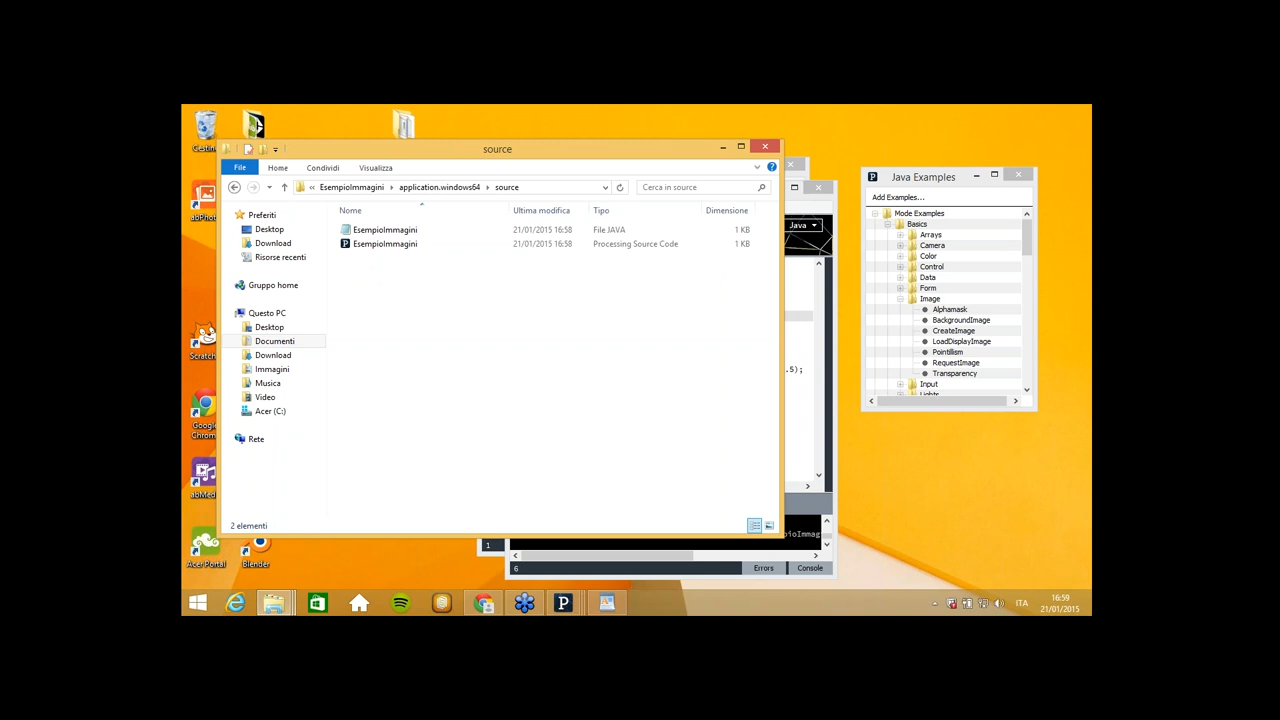 Cestino
source
File Home Condividi Visualizza
« EsempioImmagini application.windows64 source
Cerca in source
Nome Ultima modifica Tipo Dimensione
EsempioImmagini 21/01/2015 16:58 File JAVA 1 KB
EsempioImmagini 21/01/2015 16:58 Processing Source Code 1 KB
Preferiti
Desktop
Download
Risorse recenti
Gruppo home
Questo PC
Desktop
Documenti
Download
Immagini
Musica
Video
Acer (C:)
Rete
2 elementi
abPhot
Scratch
Google
Chrom
abMed
Acer Portal
Blender
Java
.5);
pioImmag
1
6
Errors Console
Java Examples
Add Examples...
Mode Examples
Basics
Arrays
Camera
Color
Control
Data
Form
Image
Alphamask
BackgroundImage
CreateImage
LoadDisplayImage
Pointillism
RequestImage
Transparency
Input
Lights
ITA
16:59
21/01/2015